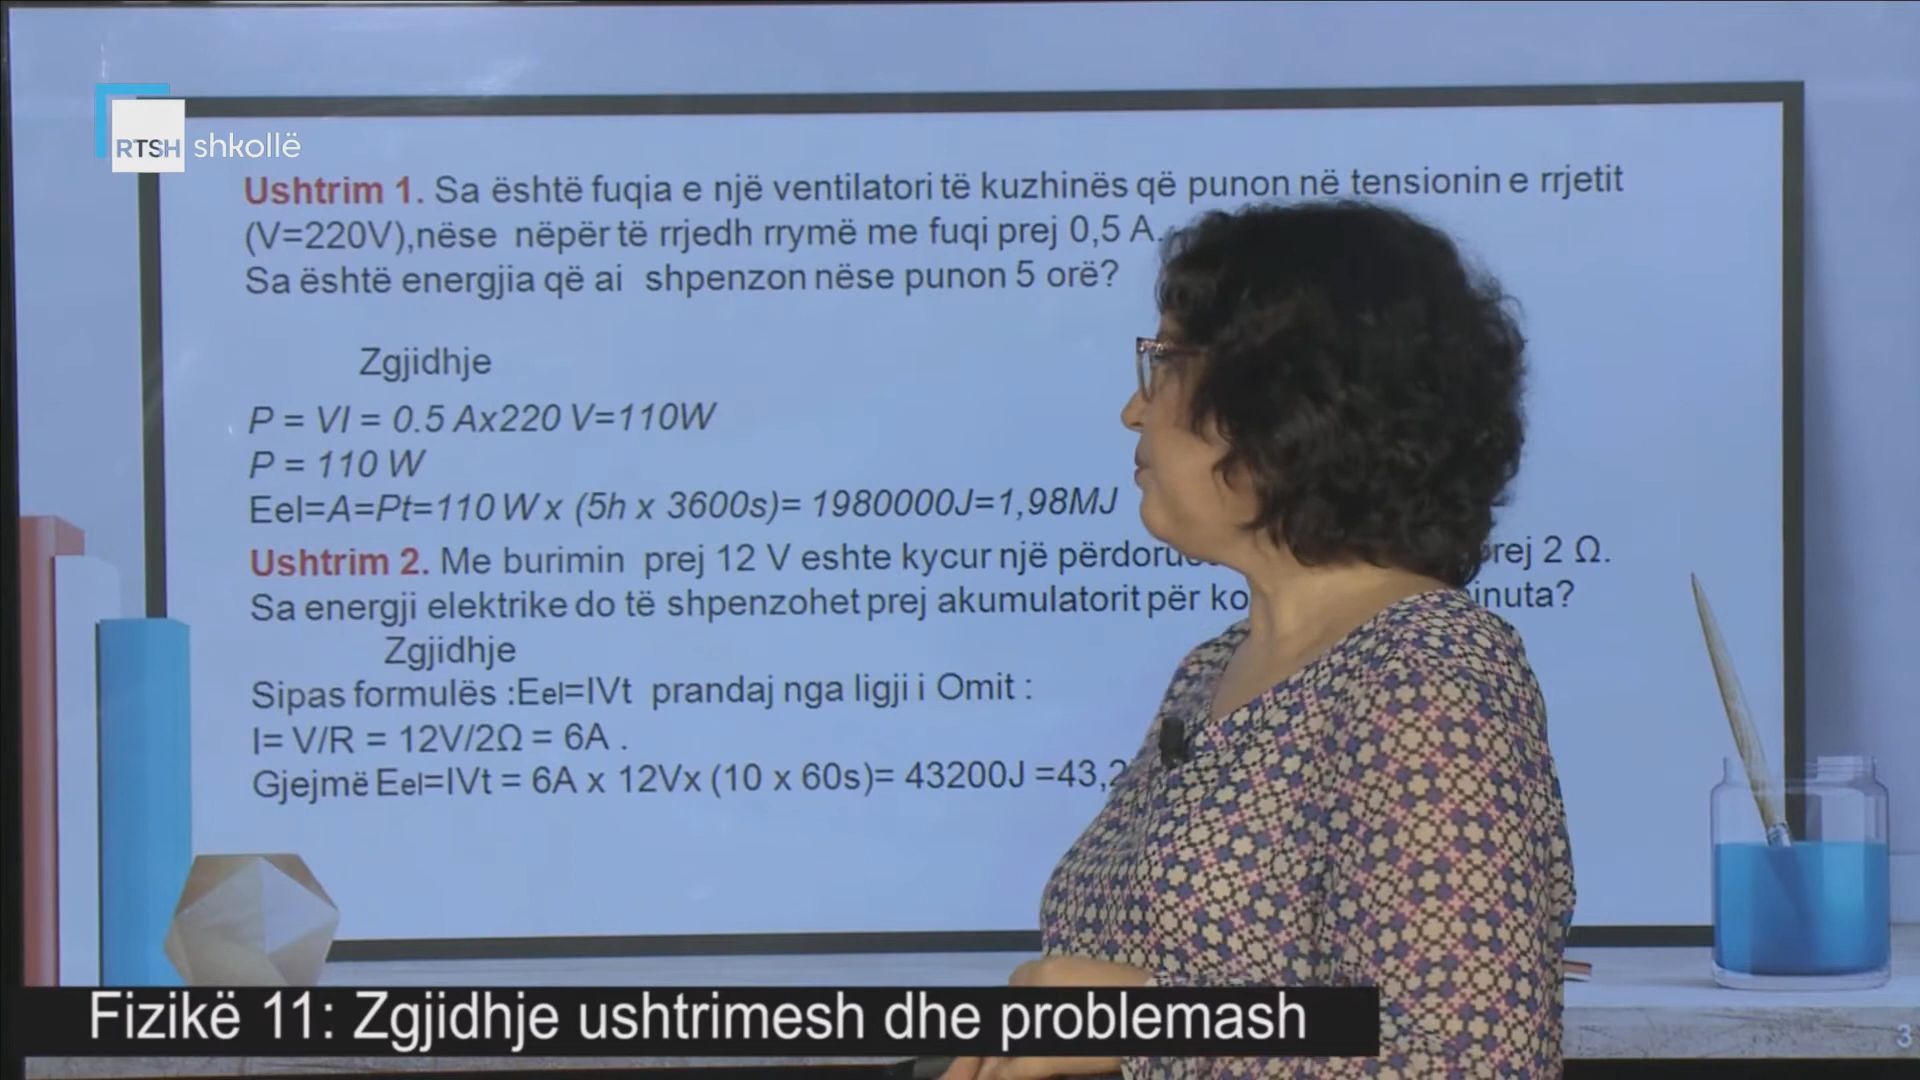 RTSH shkollë
Ushtrim 1. Sa është fuqia e një ventilatori të kuzhinës që punon në tensionin e rrjetit
(V=220V),nëse nëpër të rrjedh rrymë me fuqi prej 0,5 A.
Sa është energjia që ai shpenzon nëse punon 5 orë?
Zgjidhje
P = VI = 0.5 Ax220 V=110W
P = 110 W
Eel=A=Pt=110 W x (5h x 3600s)= 1980000J=1,98MJ
Ushtrim 2. Me burimin prej 12 V eshte kycur një 2 Ω.
Sa energji elektrike do të shpenzohet prej akumulatorit për
Zgjidhje
Sipas formulës :Eel=IVt prandaj nga ligji i Omit :
I= V/R = 12V/2Ω = 6A .
Gjejmë Eel=IVt = 6A x 12Vx (10 x 60s)= 43200J =43,2
Fizikë 11: Zgjidhje ushtrimesh dhe problemash
3